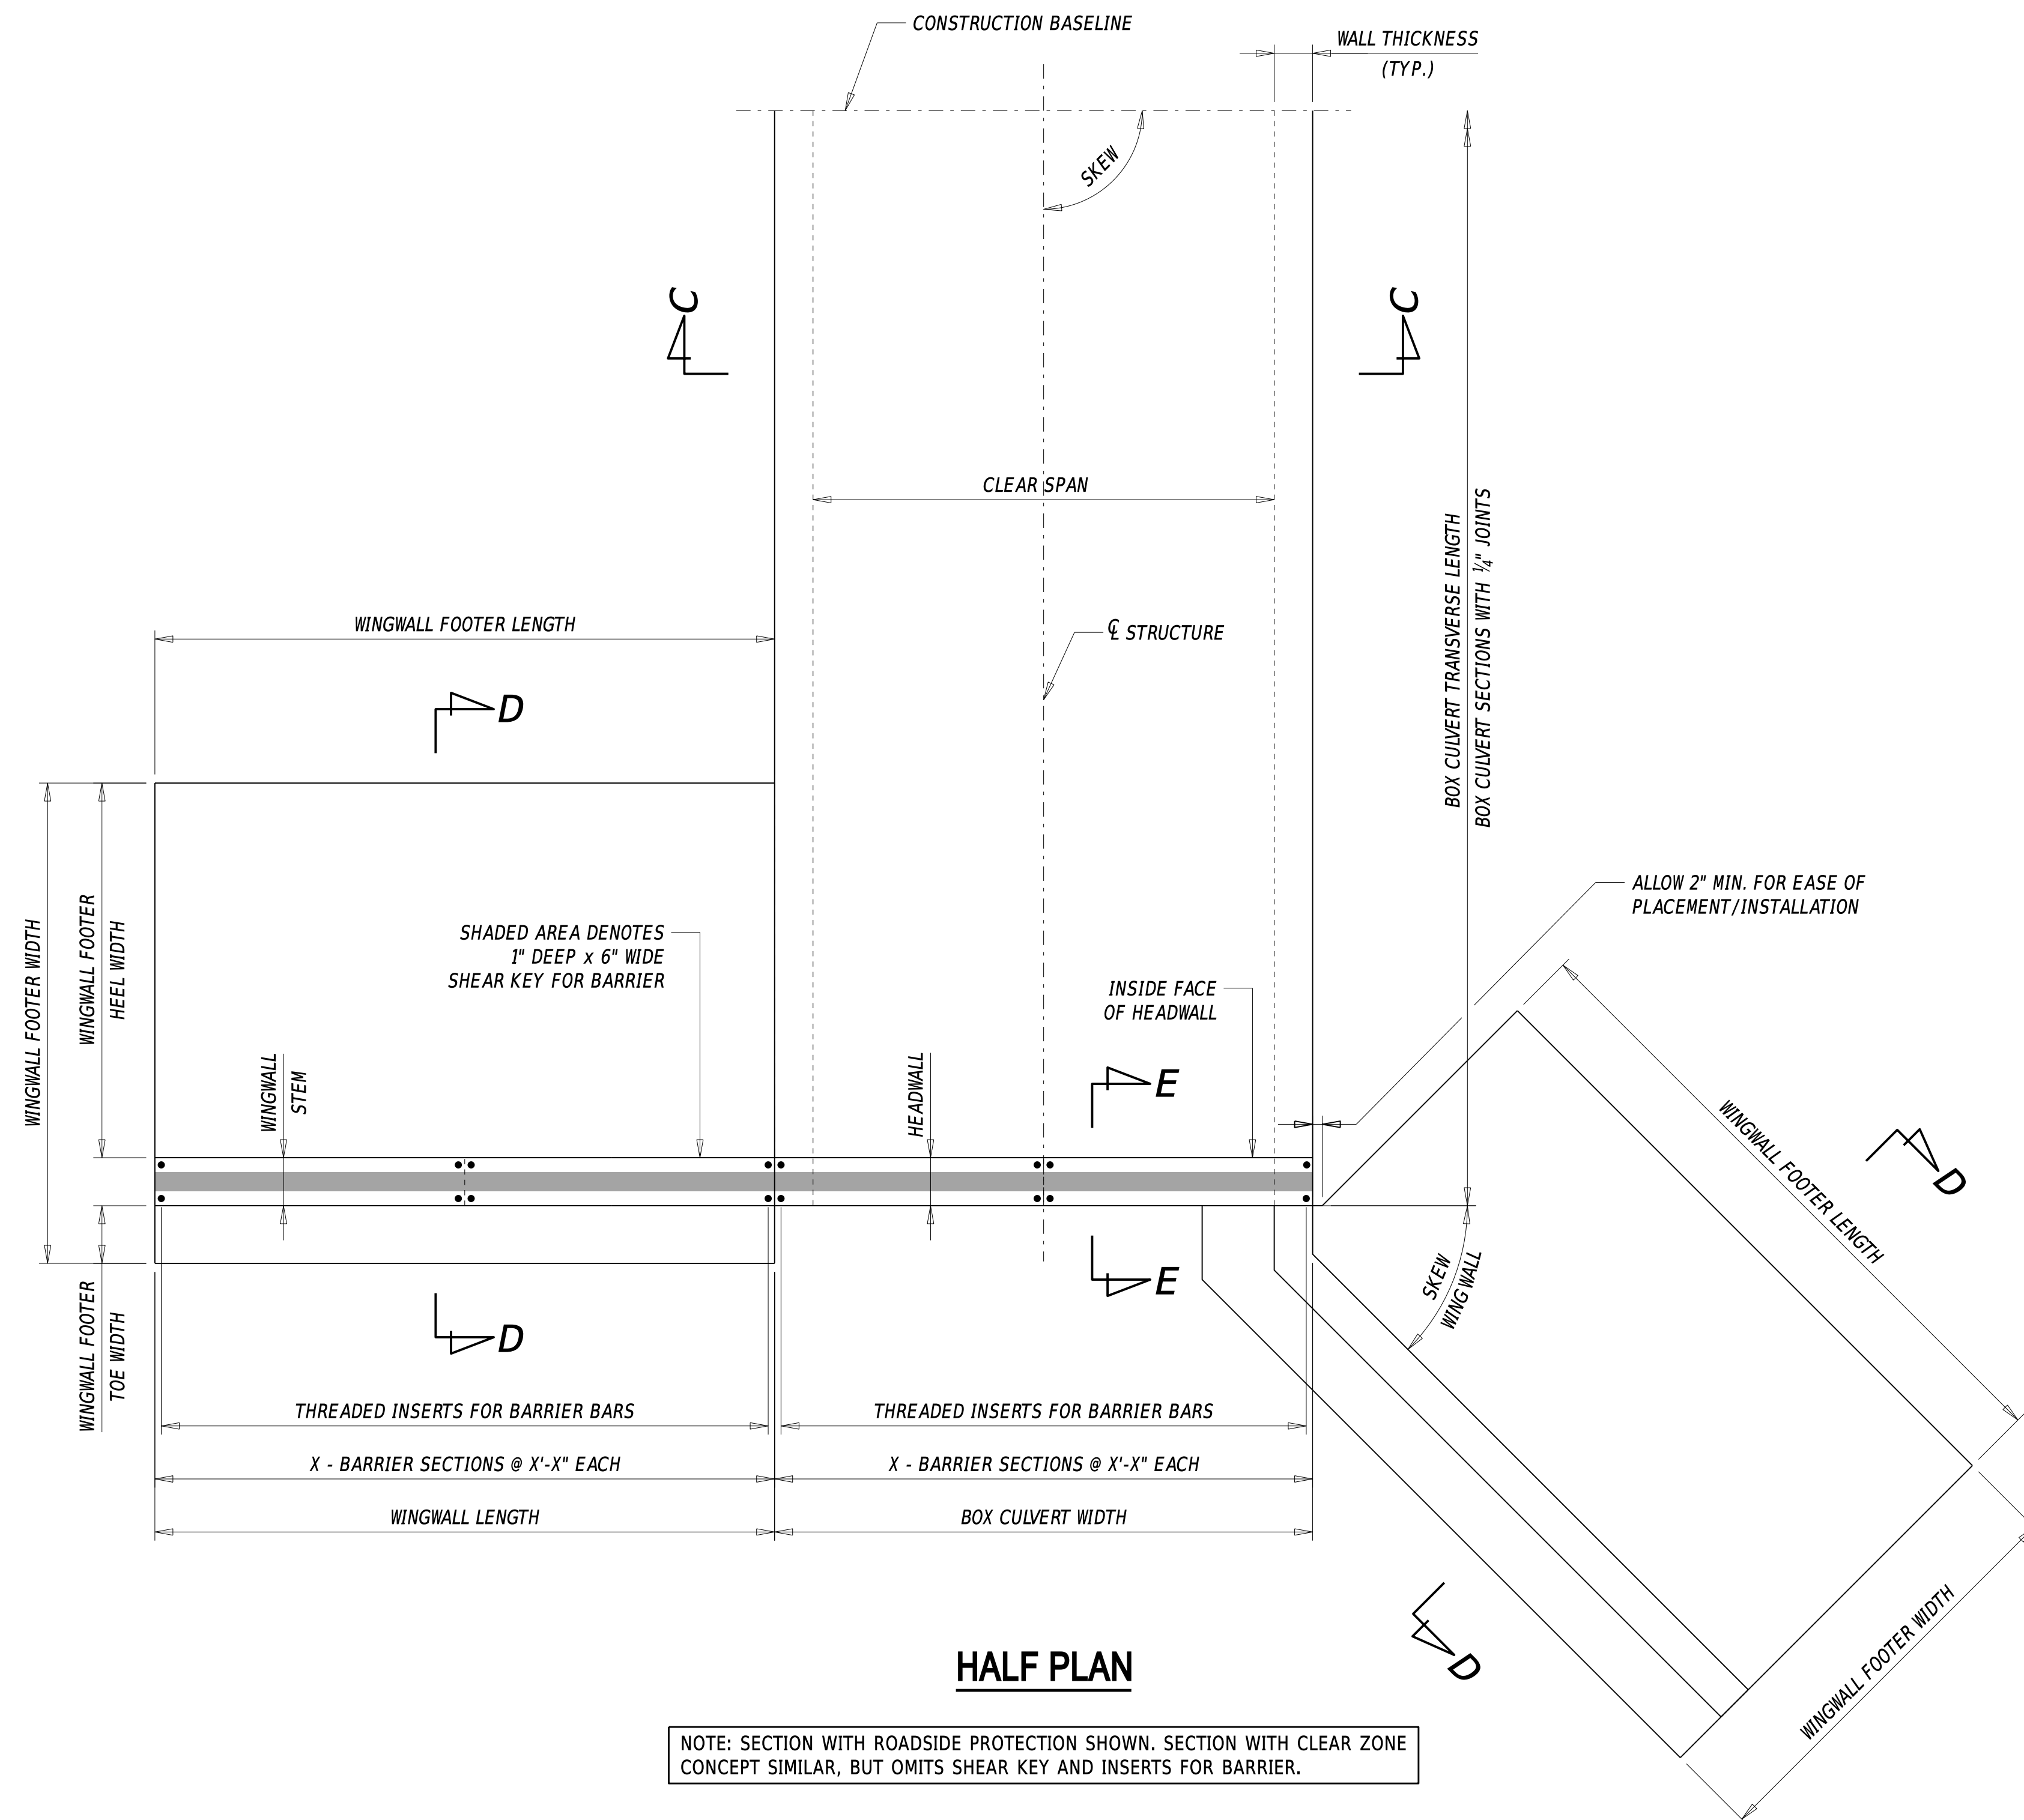 CONSTRUCTION BASELINE
WALL THICKNESS
(TYP.)
SKEW
C
C
CLEAR SPAN
BOX CULVERT TRANSVERSE LENGTH
BOX CULVERT SECTIONS WITH ¼" JOINTS
WINGWALL FOOTER LENGTH
℄ STRUCTURE
D
ALLOW 2" MIN. FOR EASE OF
PLACEMENT/INSTALLATION
WINGWALL FOOTER WIDTH
WINGWALL FOOTER
HEEL WIDTH
SHADED AREA DENOTES
1" DEEP x 6" WIDE
SHEAR KEY FOR BARRIER
INSIDE FACE
OF HEADWALL
WINGWALL
STEM
HEADWALL
E
WINGWALL FOOTER LENGTH
D
E
SKEW
WING WALL
WINGWALL FOOTER
TOE WIDTH
D
THREADED INSERTS FOR BARRIER BARS
THREADED INSERTS FOR BARRIER BARS
X - BARRIER SECTIONS @ X'-X" EACH
X - BARRIER SECTIONS @ X'-X" EACH
WINGWALL LENGTH
BOX CULVERT WIDTH
D
WINGWALL FOOTER WIDTH
HALF PLAN
NOTE: SECTION WITH ROADSIDE PROTECTION SHOWN. SECTION WITH CLEAR ZONE
CONCEPT SIMILAR, BUT OMITS SHEAR KEY AND INSERTS FOR BARRIER.